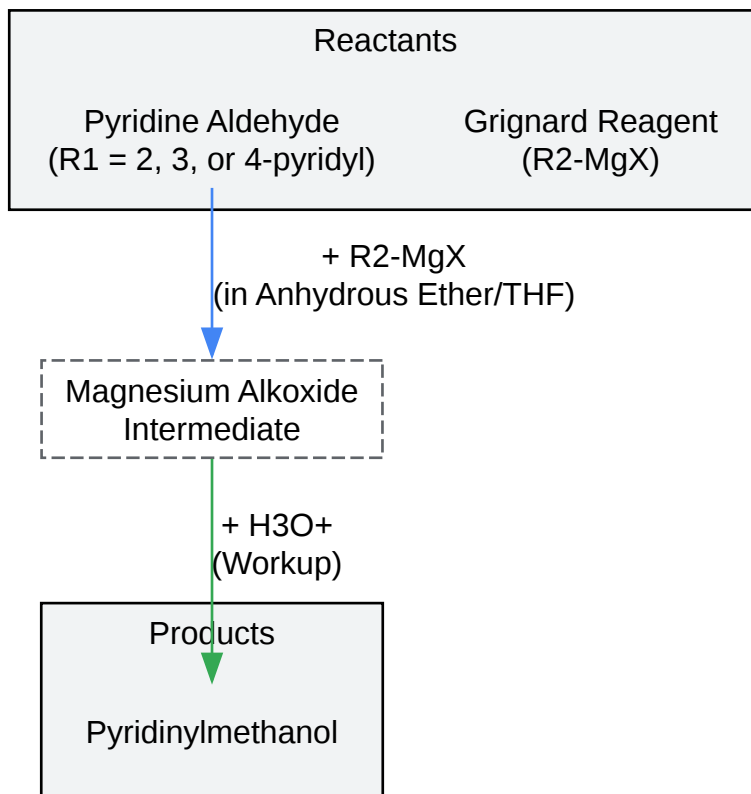 Reactants
Pyridine Aldehyde
(R1 = 2, 3, or 4-pyridyl)
Grignard Reagent
(R2-MgX)
+ R2-MgX
(in Anhydrous Ether/THF)
Magnesium Alkoxide
Intermediate
+ H3O+
(Workup)
Products
Pyridinylmethanol